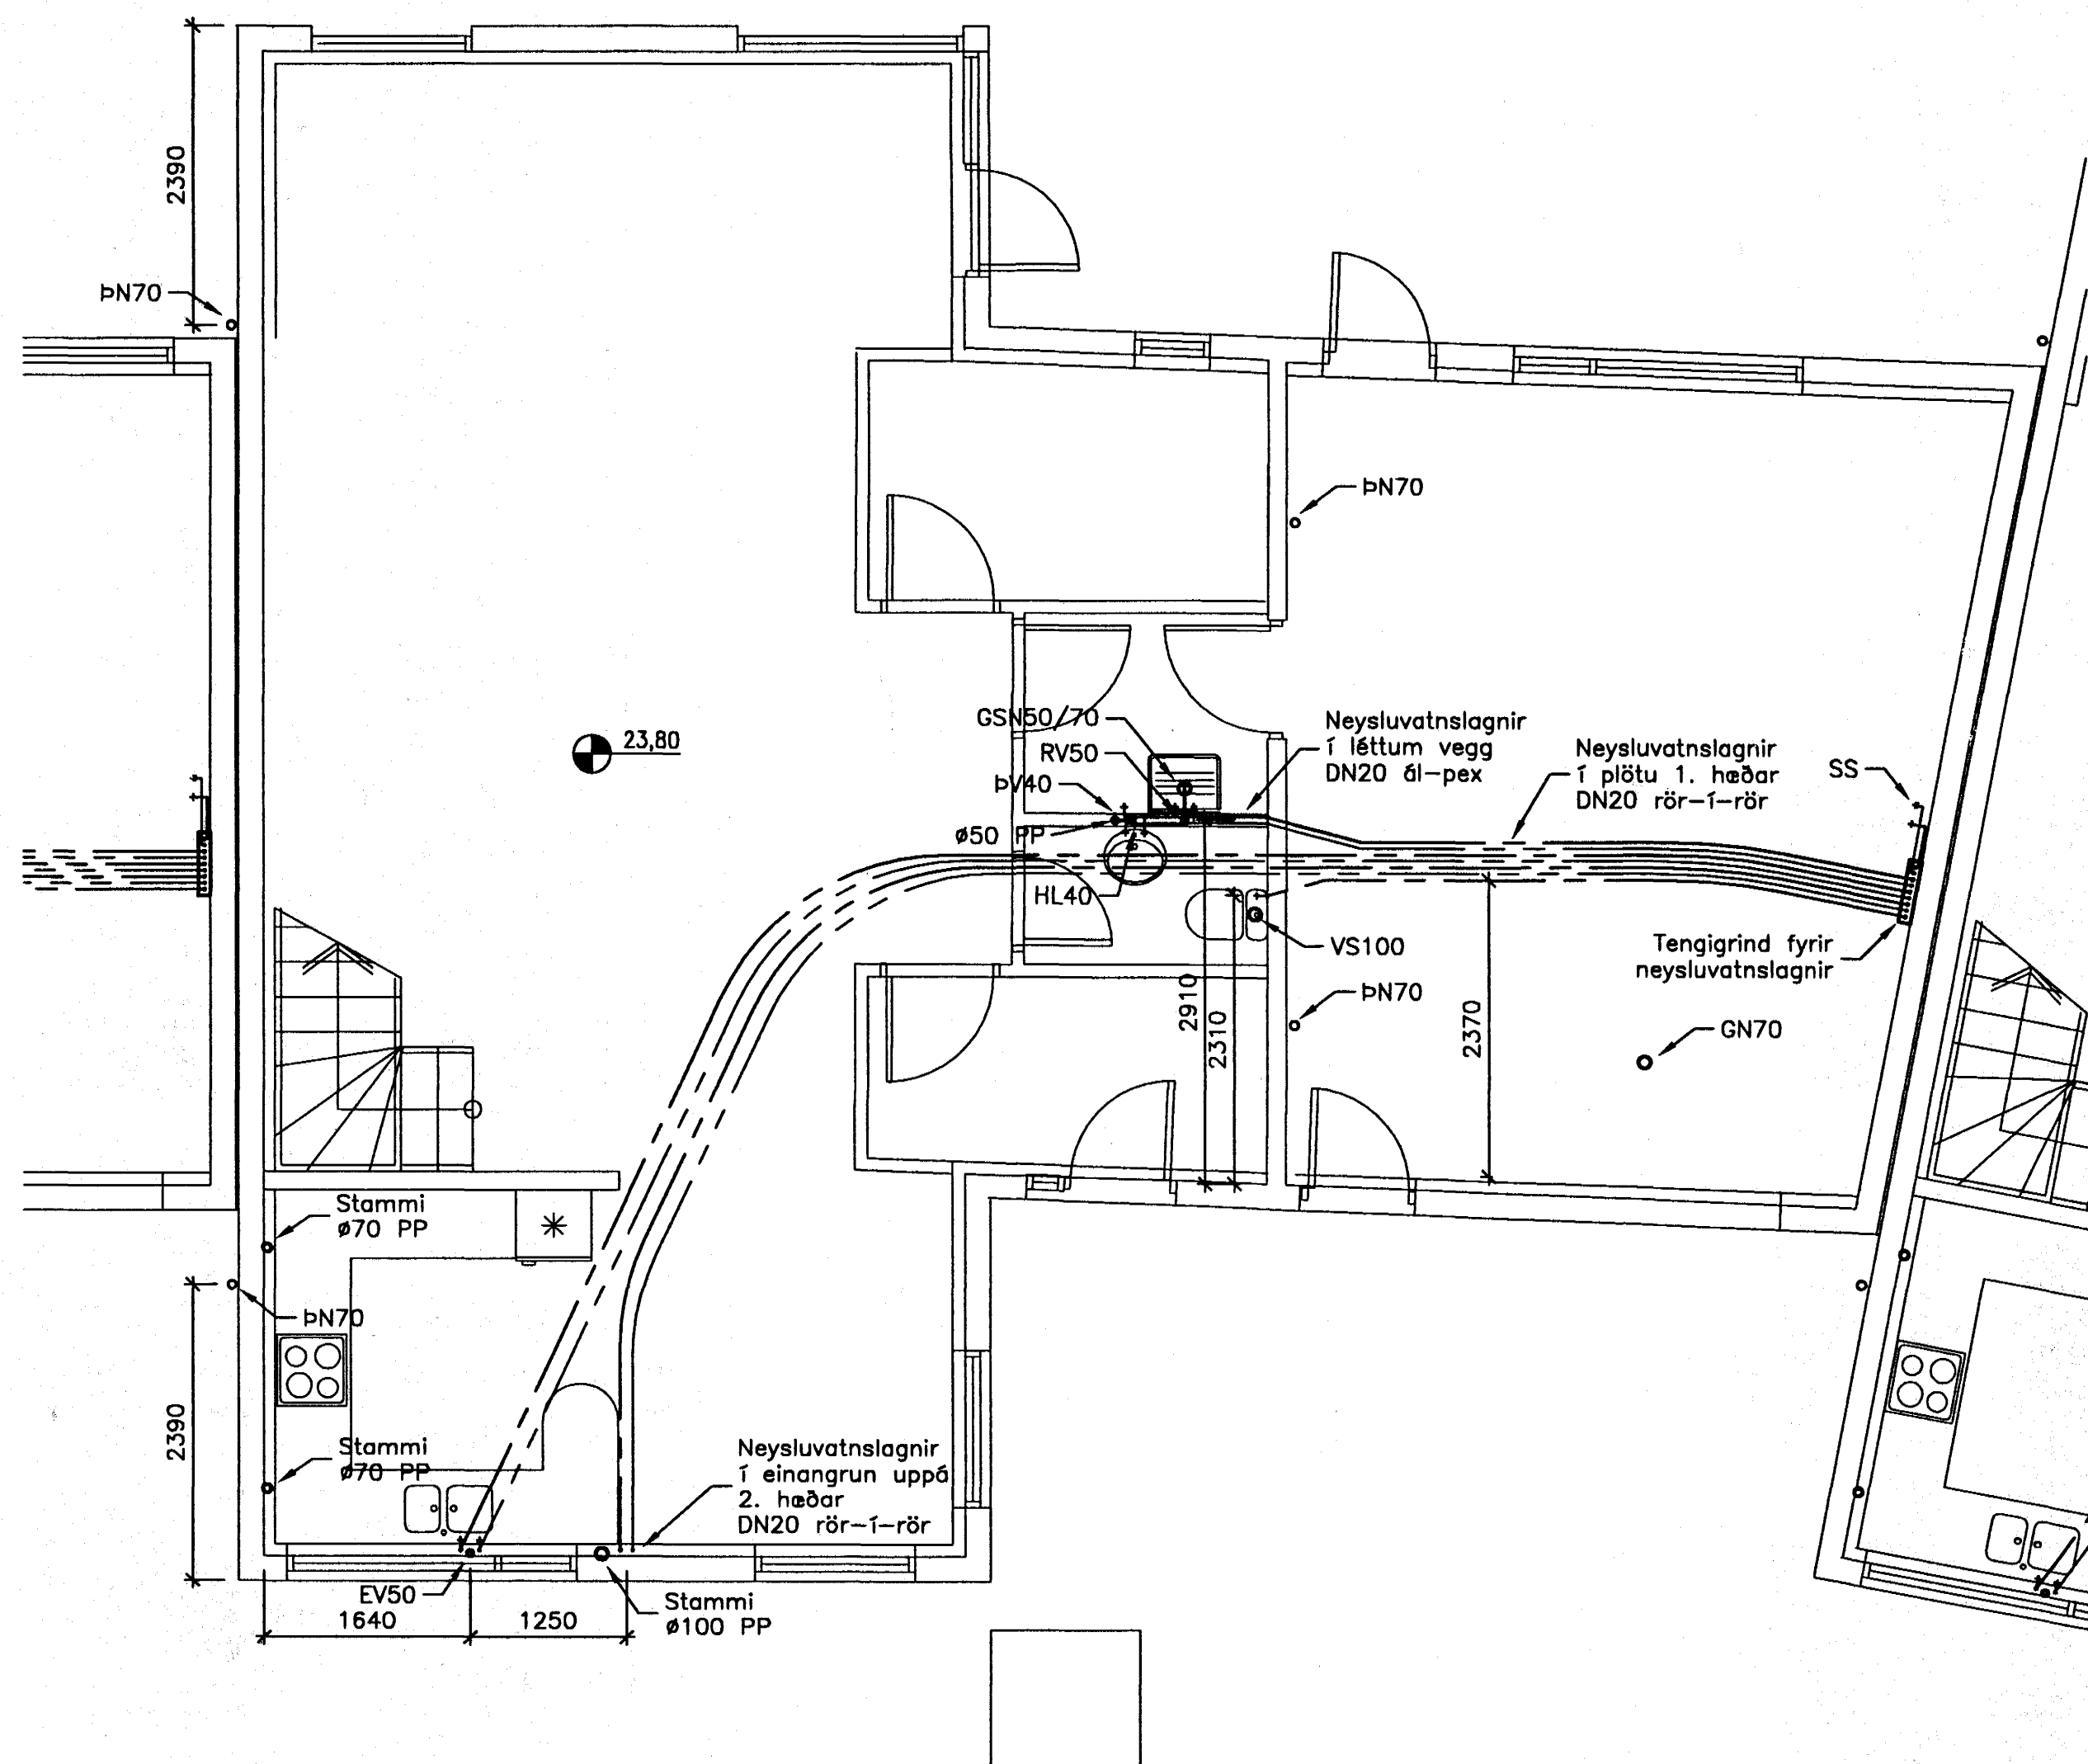 2390
ÞN70
ÞN70
23,80
GSN50/70
RV50
ÞV40
ø50 PP
HL40
Neysluvatnslagnir
í léttum vegg
DN20 ál-pex
Neysluvatnslagnir
í plötu 1. hæðar
DN20 rör-í-rör
SS
VS100
Tengigrind fyrir
neysluvatnslagnir
2910
2310
ÞN70
2370
GN70
Stammi
ø70 PP
ÞN70
2390
Stammi
ø70 PP
Neysluvatnslagnir
í einangrun uppá
2. hæðar
DN20 rör-í-rör
EV50
1640
1250
Stammi
ø100 PP